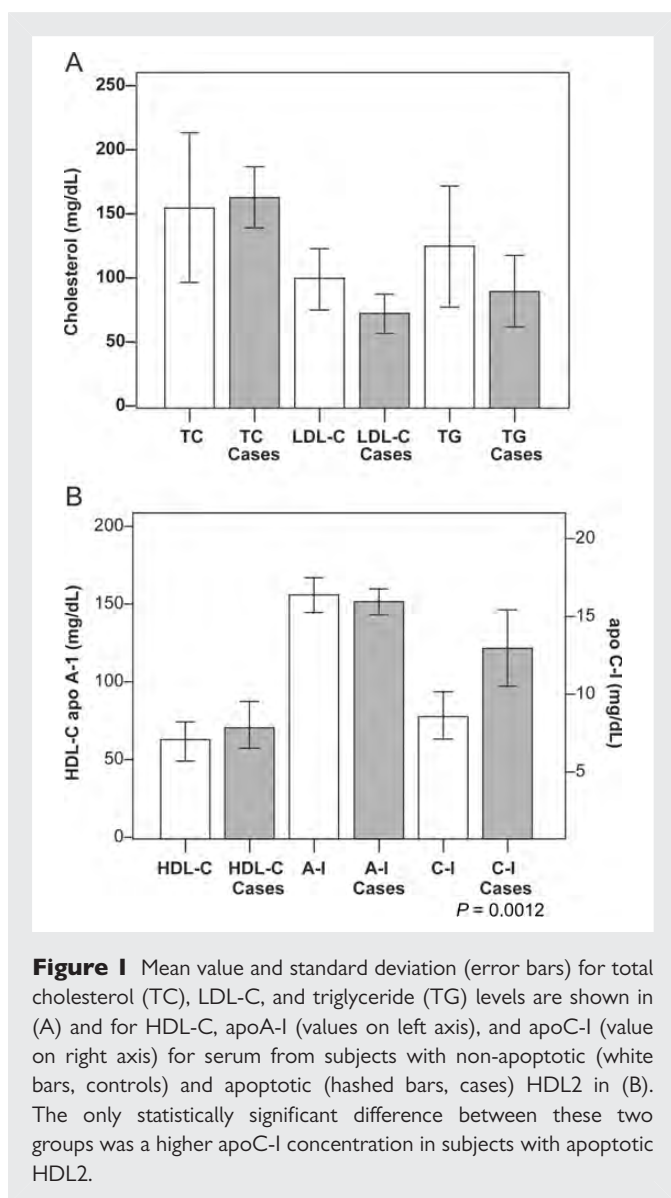 A
250
200
150
100
50
0
Cholesterol (mg/dL)
TC
TC
Cases
LDL-C
LDL-C
Cases
TG
TG
Cases
B
200
150
100
50
0
HDL-C apo A-1 (mg/dL)
20
15
10
5
apo C-I (mg/dL)
HDL-C
HDL-C
Cases
A-I
A-I
Cases
C-I
C-I
Cases
P = 0.0012
Figure 1 Mean value and standard deviation (error bars) for total
cholesterol (TC), LDL-C, and triglyceride (TG) levels are shown in
(A) and for HDL-C, apoA-I (values on left axis), and apoC-I (value
on right axis) for serum from subjects with non-apoptotic (white
bars, controls) and apoptotic (hashed bars, cases) HDL2 in (B).
The only statistically significant difference between these two
groups was a higher apoC-I concentration in subjects with apoptotic
HDL2.